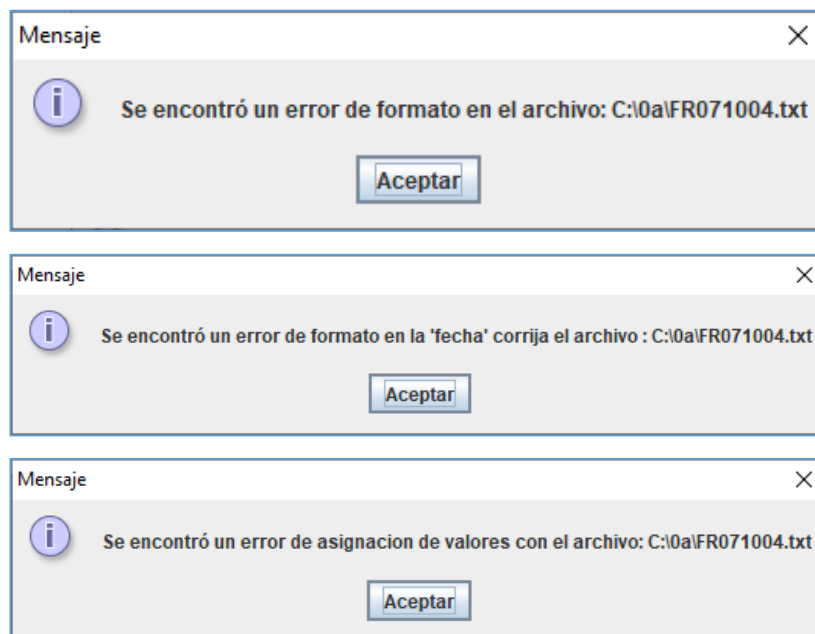 Mensaje
Se encontró un error de formato en el archivo: C:\0a\FR071004.txt
Aceptar
Mensaje
Se encontró un error de formato en la 'fecha' corrija el archivo : C:\0a\FR071004.txt
Aceptar
Mensaje
Se encontró un error de asignacion de valores con el archivo: C:\0a\FR071004.txt
Aceptar